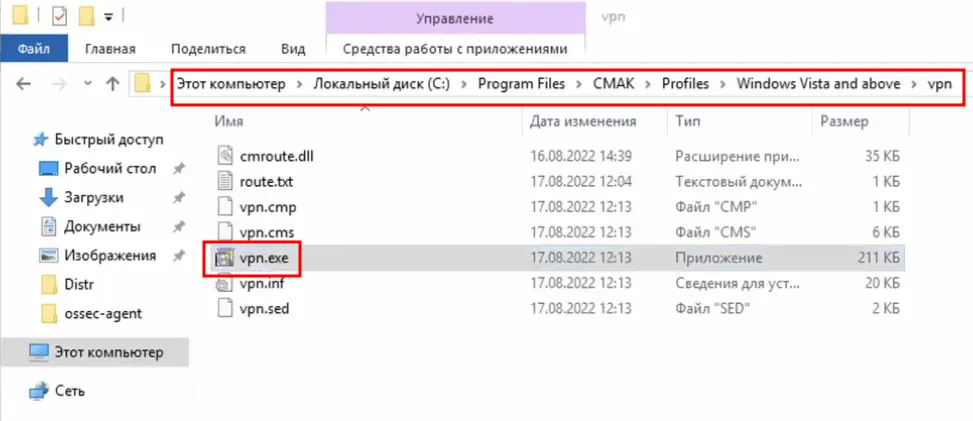 Управление
vpn
Файл Главная Поделиться Вид Средства работы с приложениями
Этот компьютер > Локальный диск (C:) > Program Files > CMAK > Profiles > Windows Vista and above > vpn
Имя Дата изменения Тип Размер
Быстрый доступ
Рабочий стол
Загрузки
Документы
Изображения
Distr
ossec-agent
Этот компьютер
Сеть
cmroute.dll 16.08.2022 14:39 Расширение при... 35 КБ
route.txt 17.08.2022 12:04 Текстовый докум... 1 КБ
vpn.cmp 17.08.2022 12:13 Файл "CMP" 1 КБ
vpn.cms 17.08.2022 12:13 Файл "CMS" 6 КБ
vpn.exe 17.08.2022 12:13 Приложение 211 КБ
vpn.inf 17.08.2022 12:13 Сведения для уст... 20 КБ
vpn.sed 17.08.2022 12:13 Файл "SED" 2 КБ